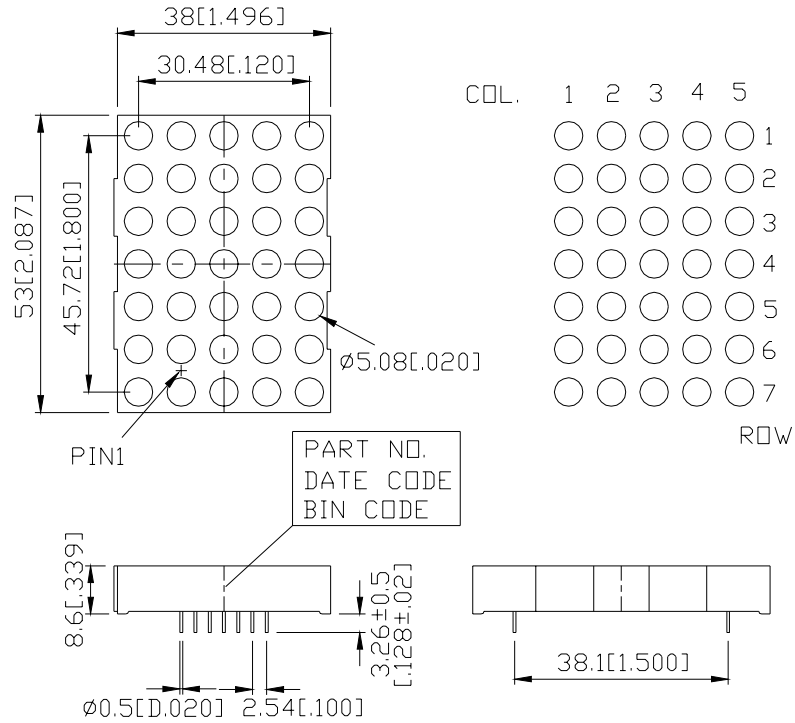 38[1.496]
30.48[.120]
COL. 1 2 3 4 5
1
2
3
4
5
6
7
ROW
53[2.087]
45.72[1.800]
Ø5.08[.020]
PIN1
PART NO.
DATE CODE
BIN CODE
8.6[.339]
3.26±0.5
[.128±.02]
38.1[1.500]
Ø0.5[D.020]
2.54[.100]